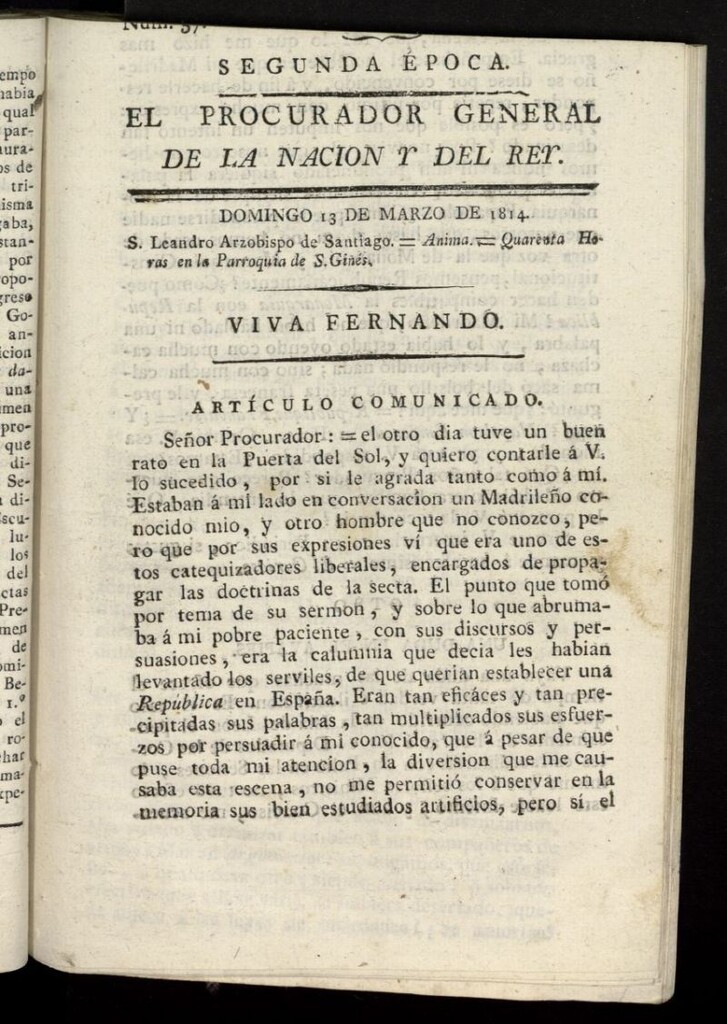 Núm. 37.
SEGUNDA ÉPOCA.
EL PROCURADOR GENERAL
DE LA NACION Y DEL REY.
DOMINGO 13 DE MARZO DE 1814.
S. Leandro Arzobispo de Santiago. = Anima. = Quarenta Ho-
ras en la Parroquia de S. Ginés.
VIVA FERNANDO.
ARTÍCULO COMUNICADO.
Señor Procurador: = el otro dia tuve un buen
rato en la Puerta del Sol, y quiero contarle á V.
lo sucedido, por si le agrada tanto como á mí.
Estaban á mi lado en conversacion un Madrileño co-
nocido mio, y otro hombre que no conozco, pe-
ro que por sus expresiones ví que era uno de es-
tos catequizadores liberales, encargados de propa-
gar las doctrinas de la secta. El punto que tomó
por tema de su sermon, y sobre lo que abruma-
ba á mi pobre paciente, con sus discursos y per-
suasiones, era la calumnia que decia les habian
levantado los serviles, de que querian establecer una
República en España. Eran tan eficáces y tan pre-
cipitadas sus palabras, tan multiplicados sus esfuer-
zos por persuadir á mi conocido, que á pesar de que
puse toda mi atencion, la diversion que me cau-
saba esta escena, no me permitió conservar en la
memoria sus bien estudiados artificios, pero sí el